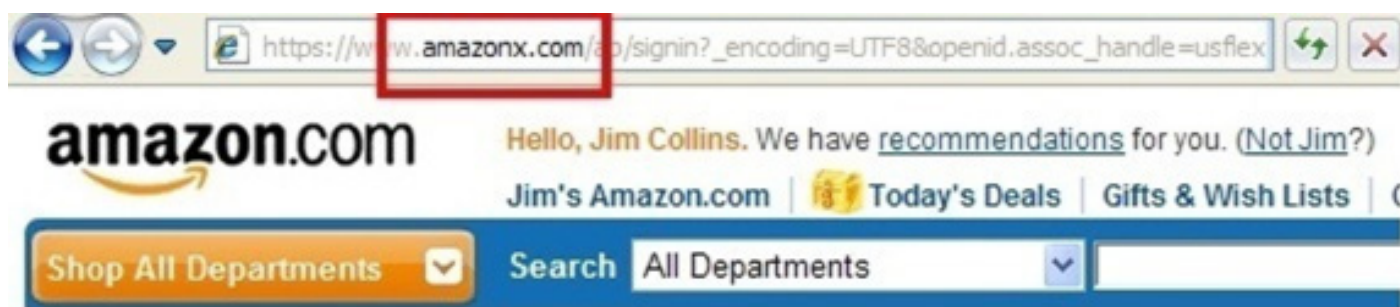 https://www.amazonx.com/ap/signin?_encoding=UTF8&openid.assoc_handle=usflex
amazon.com
Hello, Jim Collins. We have recommendations for you. (Not Jim?)
Jim's Amazon.com | Today's Deals | Gifts & Wish Lists |
Shop All Departments
Search All Departments